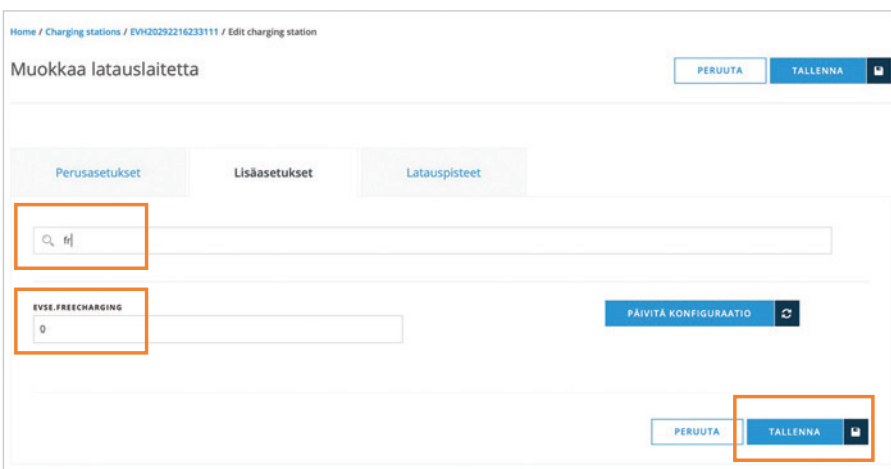 Home / Charging stations / EVH20292216233111 / Edit charging station
Muokkaa latauslaitetta
PERUUTA
TALLENNA
Perusasetukset
Lisäasetukset
Latauspisteet
fr
EVSE.FREECHARGING
0
PÄIVITÄ KONFIGURAATIO
PERUUTA
TALLENNA